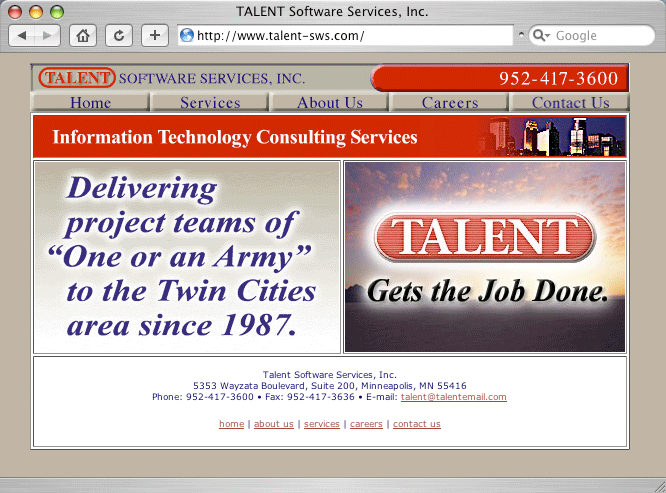 TALENT Software Services, Inc.
http://www.talent-sws.com/
Google
TALENT SOFTWARE SERVICES, INC.
952-417-3600
Home Services About Us Careers Contact Us
Information Technology Consulting Services
Delivering
project teams of
“One or an Army”
to the Twin Cities
area since 1987.
TALENT
Gets the Job Done.
Talent Software Services, Inc.
5353 Wayzata Boulevard, Suite 200, Minneapolis, MN 55416
Phone: 952-417-3600 • Fax: 952-417-3636 • E-mail: talent@talentemail.com
home | about us | services | careers | contact us